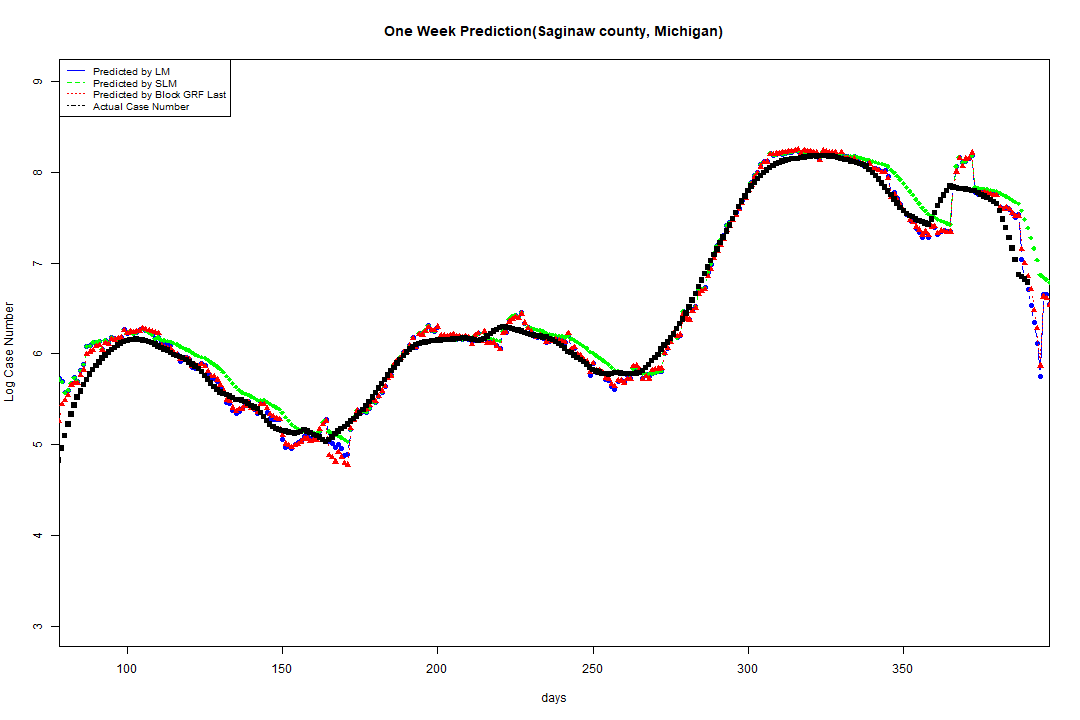 One Week Prediction(Saginaw county, Michigan)
Predicted by LM
Predicted by SLM
Predicted by Block GRF Last
Actual Case Number
9
8
7
6
5
4
3
Log Case Number
100 150 200 250 300 350
days